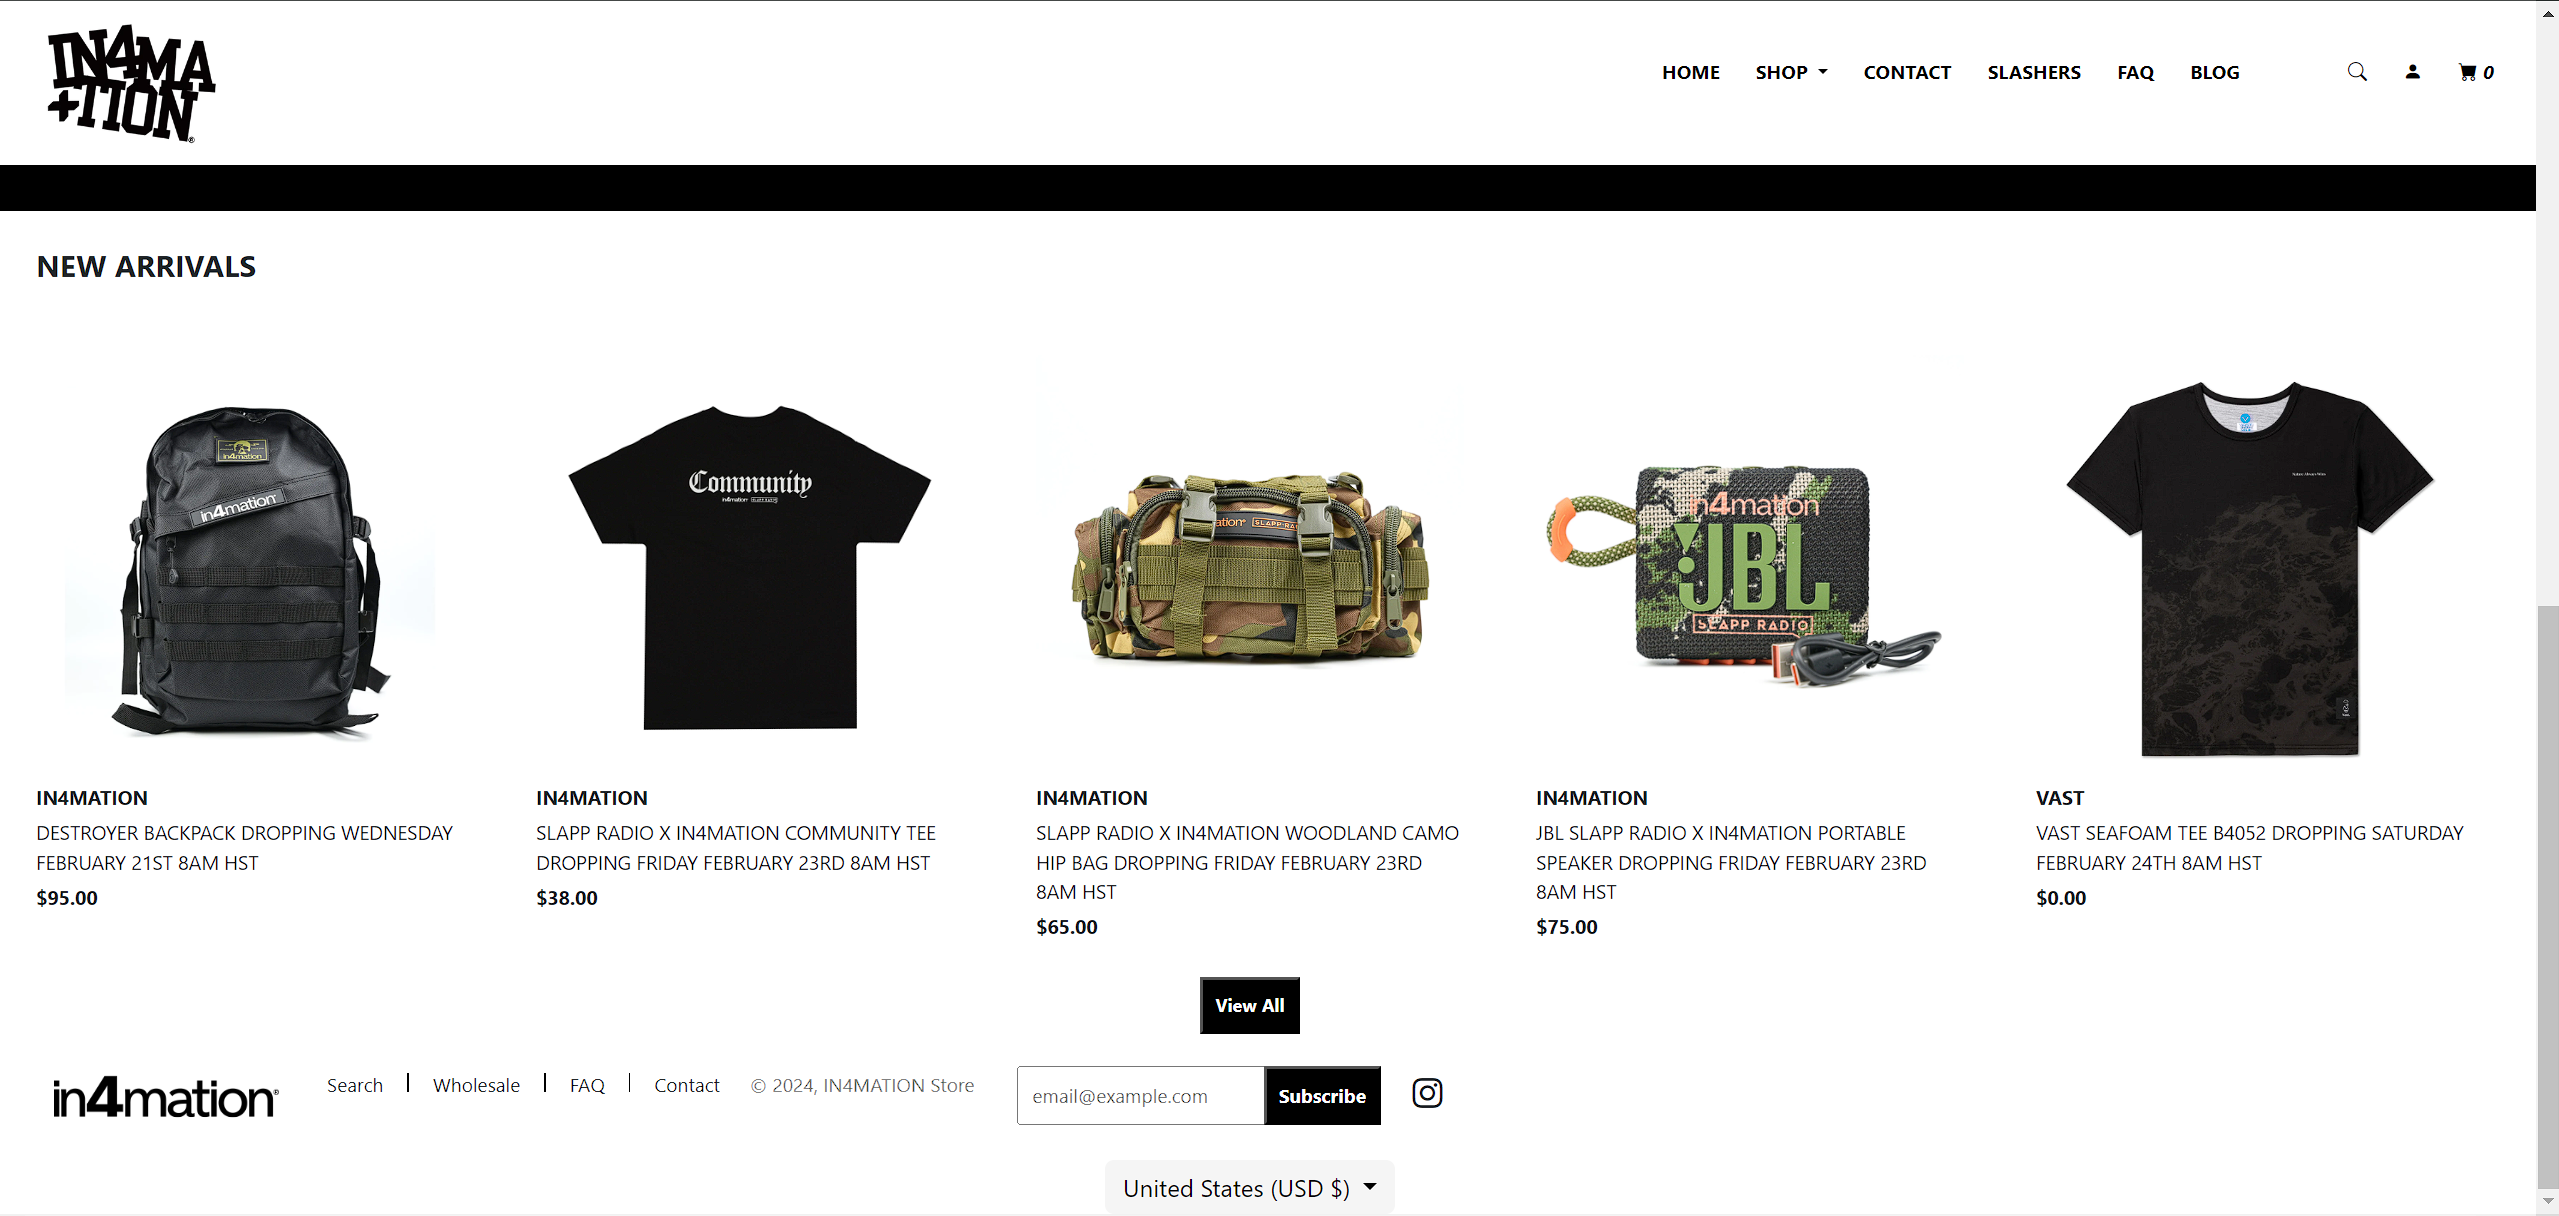 IN4MA
+ITION®
HOME SHOP CONTACT SLASHERS FAQ BLOG 0
NEW ARRIVALS
in4mation
in4mation®
Community
in4mation® SLAPP RADIO
ation® SLAPP RA
in4mation
JBL
SLAPP RADIO
IN4MATION
DESTROYER BACKPACK DROPPING WEDNESDAY
FEBRUARY 21ST 8AM HST
$95.00
IN4MATION
SLAPP RADIO X IN4MATION COMMUNITY TEE
DROPPING FRIDAY FEBRUARY 23RD 8AM HST
$38.00
IN4MATION
SLAPP RADIO X IN4MATION WOODLAND CAMO
HIP BAG DROPPING FRIDAY FEBRUARY 23RD
8AM HST
$65.00
IN4MATION
JBL SLAPP RADIO X IN4MATION PORTABLE
SPEAKER DROPPING FRIDAY FEBRUARY 23RD
8AM HST
$75.00
VAST
VAST SEAFOAM TEE B4052 DROPPING SATURDAY
FEBRUARY 24TH 8AM HST
$0.00
View All
in4mation®
Search | Wholesale | FAQ | Contact © 2024, IN4MATION Store
email@example.com Subscribe
United States (USD $)